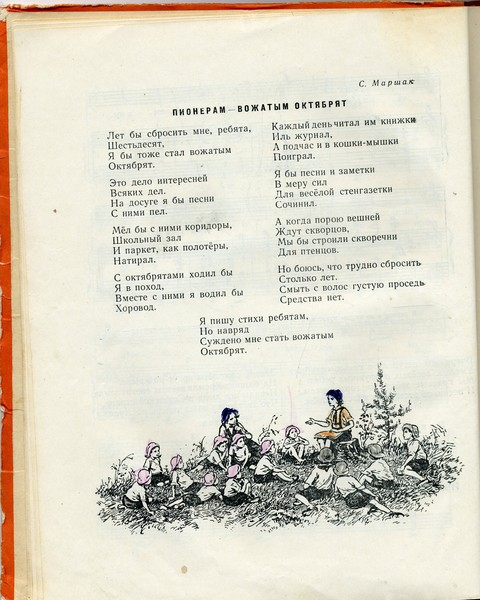 С. Маршак
ПИОНЕРАМ—ВОЖАТЫМ ОКТЯБРЯТ
Лет бы сбросить мне, ребята,
Шестьдесят,
Я бы тоже стал вожатым
Октябрят.
Это дело интересней
Всяких дел.
На досуге я бы песни
С ними пел.
Мёл бы с ними коридоры,
Школьный зал
И паркет, как полотёры,
Натирал.
С октябрятами ходил бы
Я в поход,
Вместе с ними я водил бы
Хоровод.
Каждый день читал им книжки
Иль журнал,
А подчас и в кошки-мышки
Поиграл.
Я бы песни и заметки
В меру сил
Для весёлой стенгазетки
Сочинил.
А когда порою вешней
Ждут скворцов,
Мы бы строили скворечни
Для птенцов.
Но боюсь, что трудно сбросить
Столько лет.
Смыть с волос густую проседь
Средства нет.
Я пишу стихи ребятам,
Но навряд
Суждено мне стать вожатым
Октябрят.